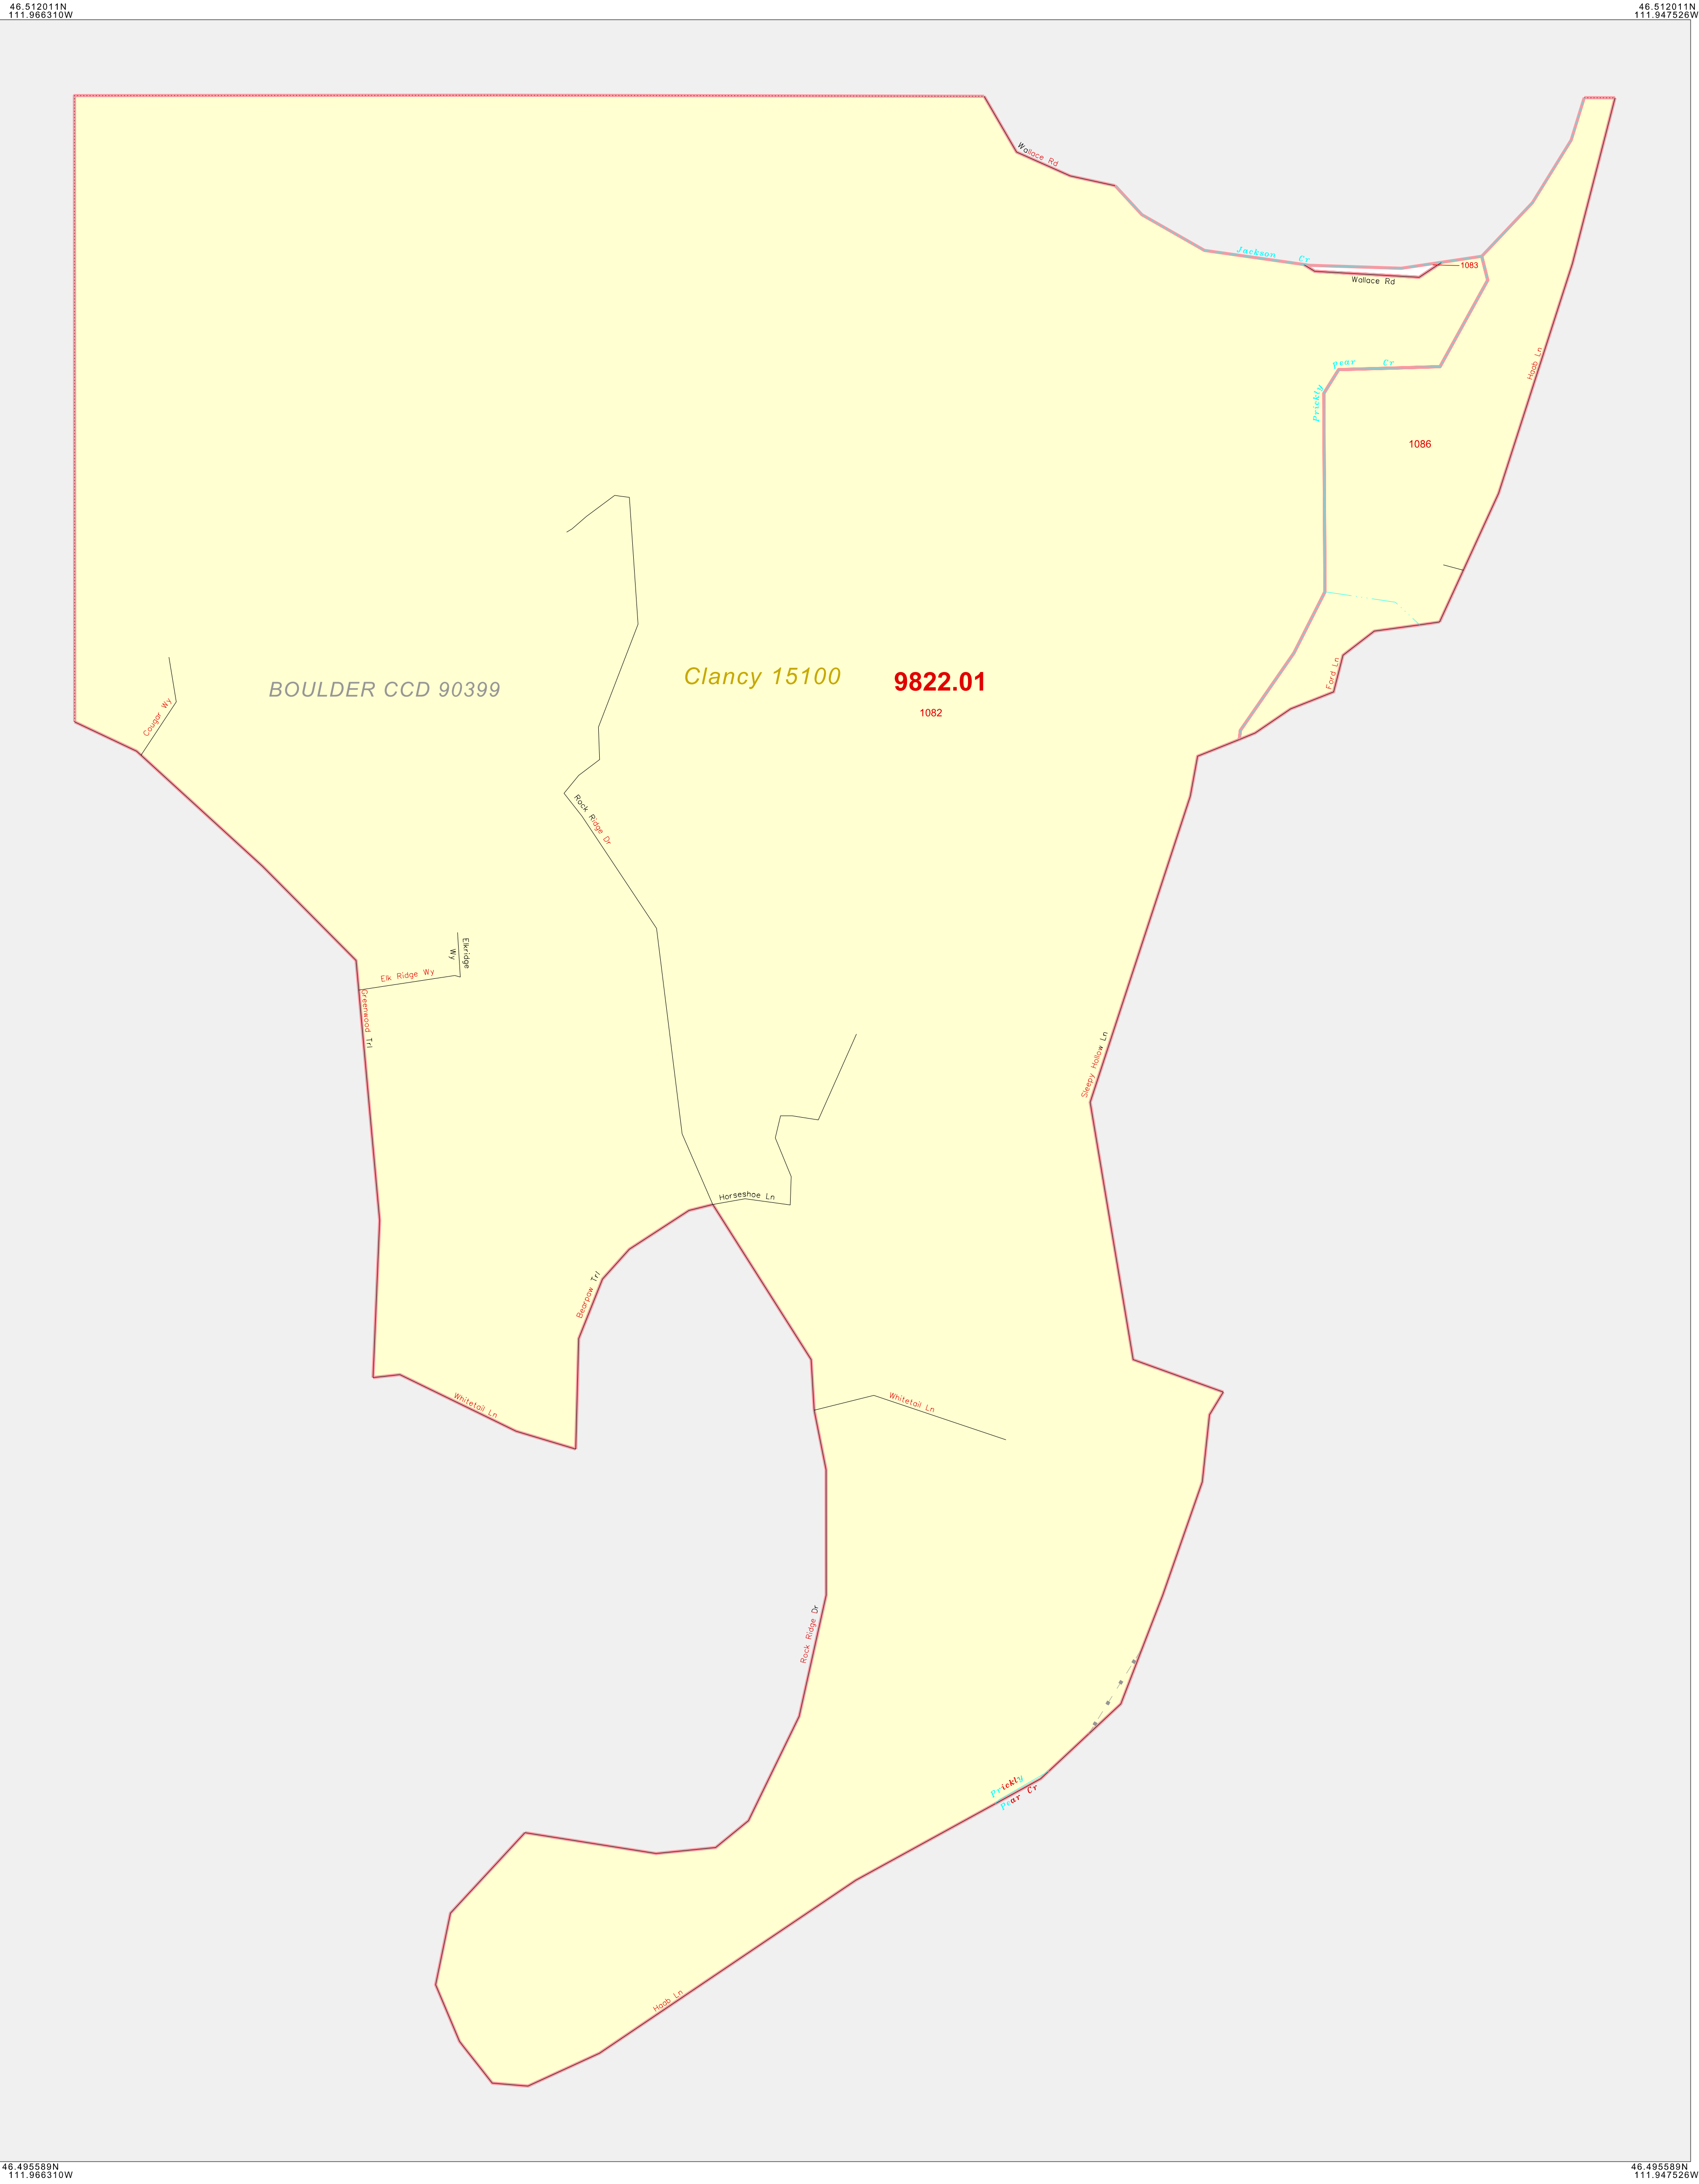 46.512011N
111.966310W
46.512011N
111.947526W
Wallace Rd
Jackson Cr
1083
Wallace Rd
Prickly Pear Cr
Haab Ln
1086
Ford Ln
Clancy 15100
9822.01
BOULDER CCD 90399
1082
Cougar Wy
Rock Ridge Dr
Elkridge
Wy
Elk Ridge Wy
Greenwood Trl
Sleepy Hollow Ln
Horseshoe Ln
Bearpaw Trl
Whitetail Ln
Whitetail Ln
Rock Ridge Dr
Prickly
Pear Cr
Haab Ln
46.495589N
111.966310W
46.495589N
111.947526W